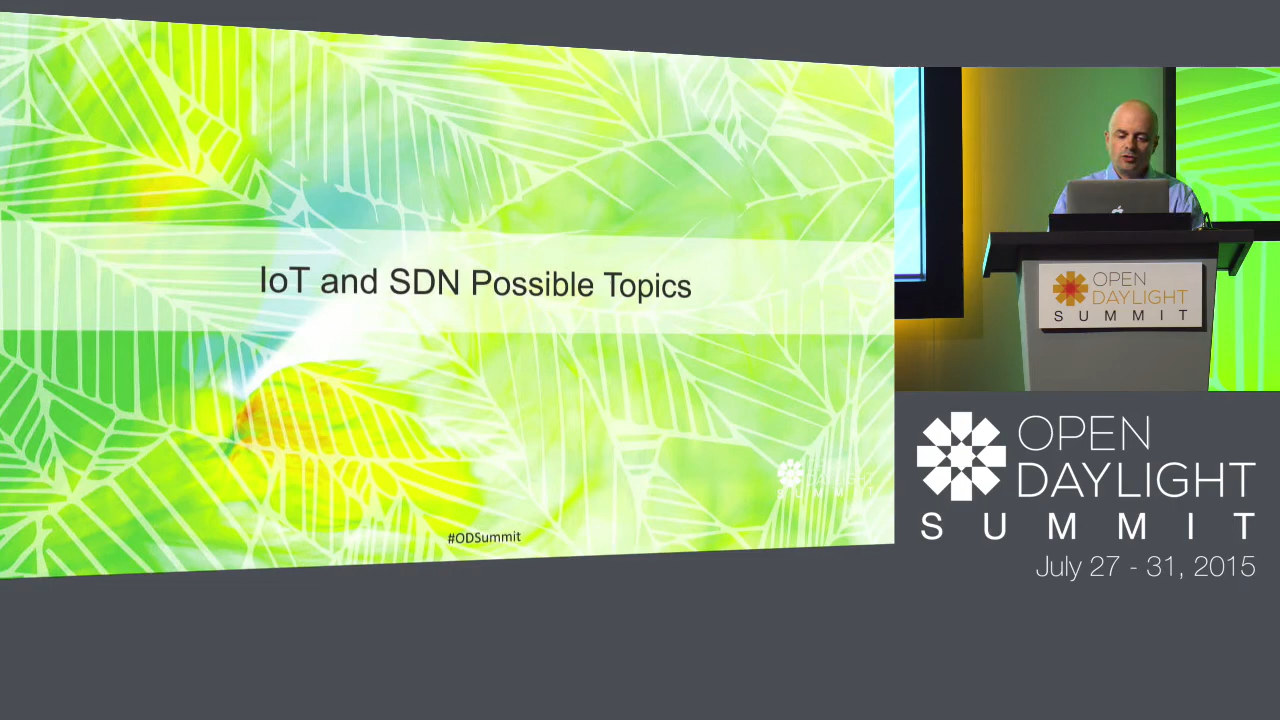 IoT and SDN Possible Topics
#ODSummit
OPEN
DAYLIGHT
SUMMIT
OPEN
DAYLIGHT
SUMMIT
July 27 - 31, 2015